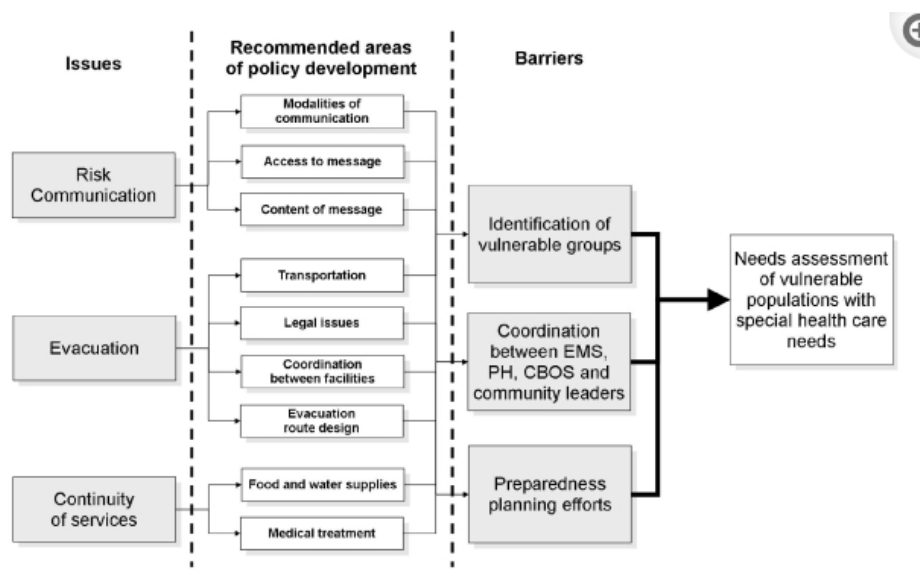 Issues
Recommended areas
of policy development
Barriers
Risk
Communication
Modalities of
communication
Access to message
Content of message
Evacuation
Transportation
Legal issues
Coordination
between facilities
Evacuation
route design
Continuity
of services
Food and water supplies
Medical treatment
Identification of
vulnerable groups
Coordination
between EMS,
PH, CBOS and
community leaders
Preparedness
planning efforts
Needs assessment
of vulnerable
populations with
special health care
needs